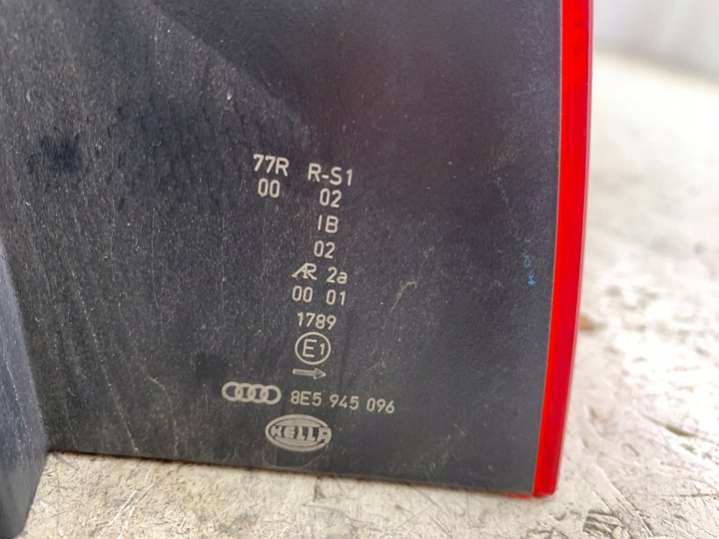 77R R-S1
00 02
IB
02
AR 2a
00 01
1789
E1
8E5 945 096
HELLA